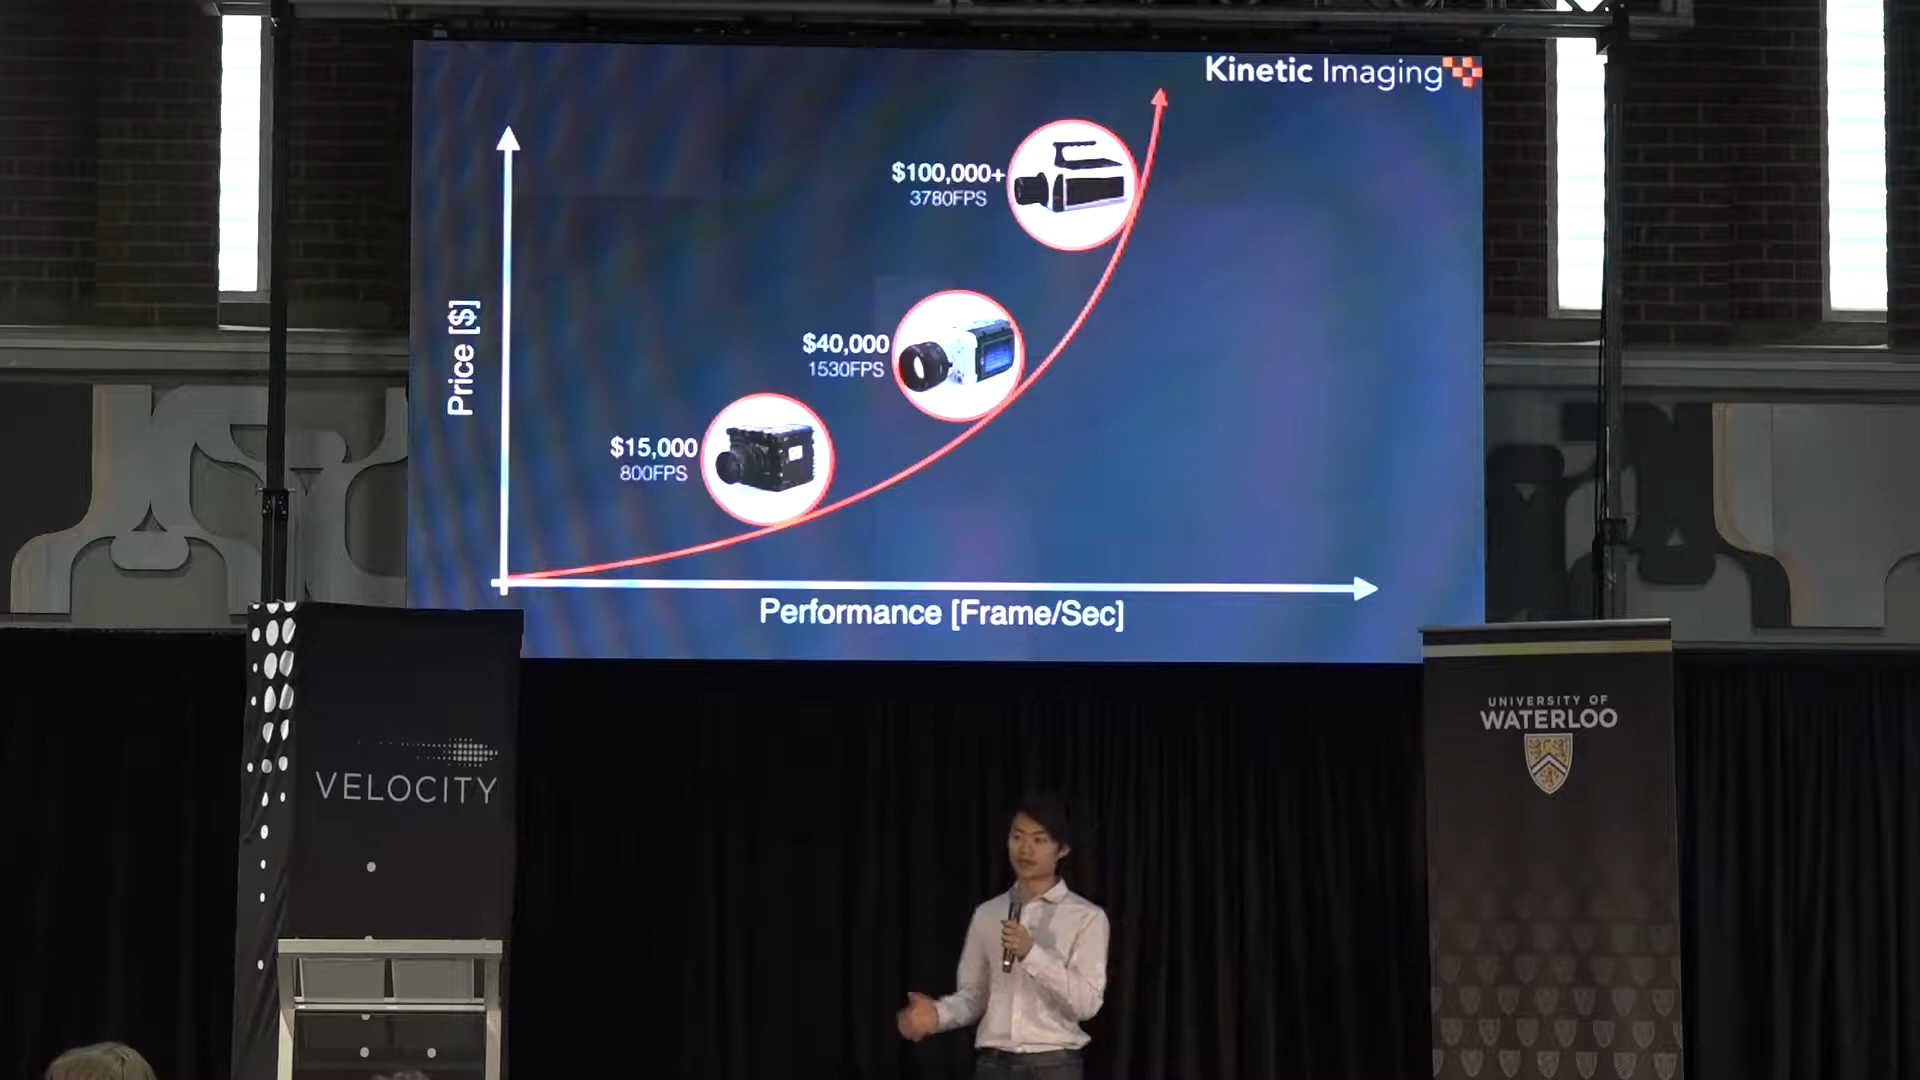 Kinetic Imaging
$100,000+
3780FPS
$40,000
1530FPS
$15,000
800FPS
Price [$]
Performance [Frame/Sec]
VELOCITY
UNIVERSITY OF
WATERLOO